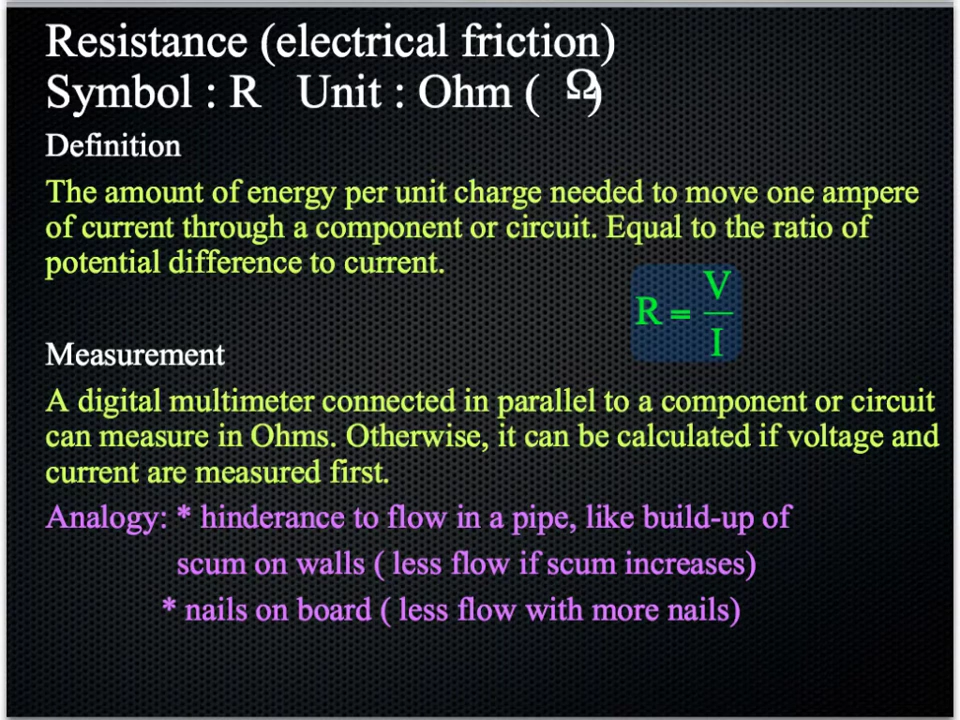 Resistance (electrical friction)
Symbol : R Unit : Ohm ( Ω)
Definition
The amount of energy per unit charge needed to move one ampere
of current through a component or circuit. Equal to the ratio of
potential difference to current.
R = V
I
Measurement
A digital multimeter connected in parallel to a component or circuit
can measure in Ohms. Otherwise, it can be calculated if voltage and
current are measured first.
Analogy: * hinderance to flow in a pipe, like build-up of
scum on walls ( less flow if scum increases)
* nails on board ( less flow with more nails)